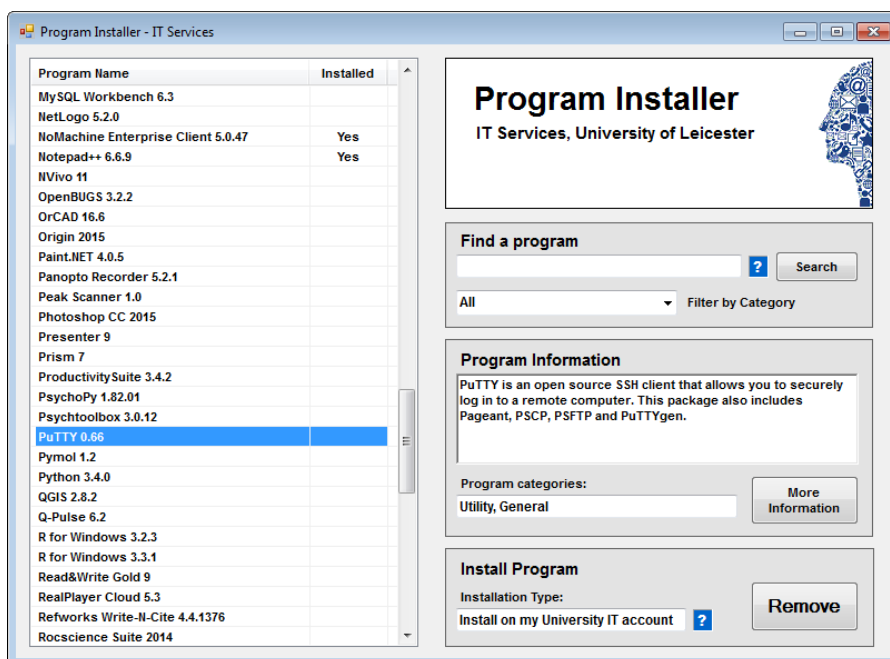 Program Installer - IT Services
Program Name Installed
MySQL Workbench 6.3
NetLogo 5.2.0
NoMachine Enterprise Client 5.0.47 Yes
Notepad++ 6.6.9 Yes
NVivo 11
OpenBUGS 3.2.2
OrCAD 16.6
Origin 2015
Paint.NET 4.0.5
Panopto Recorder 5.2.1
Peak Scanner 1.0
Photoshop CC 2015
Presenter 9
Prism 7
ProductivitySuite 3.4.2
PsychoPy 1.82.01
Psychtoolbox 3.0.12
PuTTY 0.66
Pymol 1.2
Python 3.4.0
QGIS 2.8.2
Q-Pulse 6.2
R for Windows 3.2.3
R for Windows 3.3.1
Read&Write Gold 9
RealPlayer Cloud 5.3
Refworks Write-N-Cite 4.4.1376
Rocscience Suite 2014
Program Installer
IT Services, University of Leicester
Find a program
? Search
All Filter by Category
Program Information
PuTTY is an open source SSH client that allows you to securely
log in to a remote computer. This package also includes
Pageant, PSCP, PSFTP and PuTTYgen.
Program categories:
Utility, General
More
Information
Install Program
Installation Type:
Install on my University IT account ?
Remove